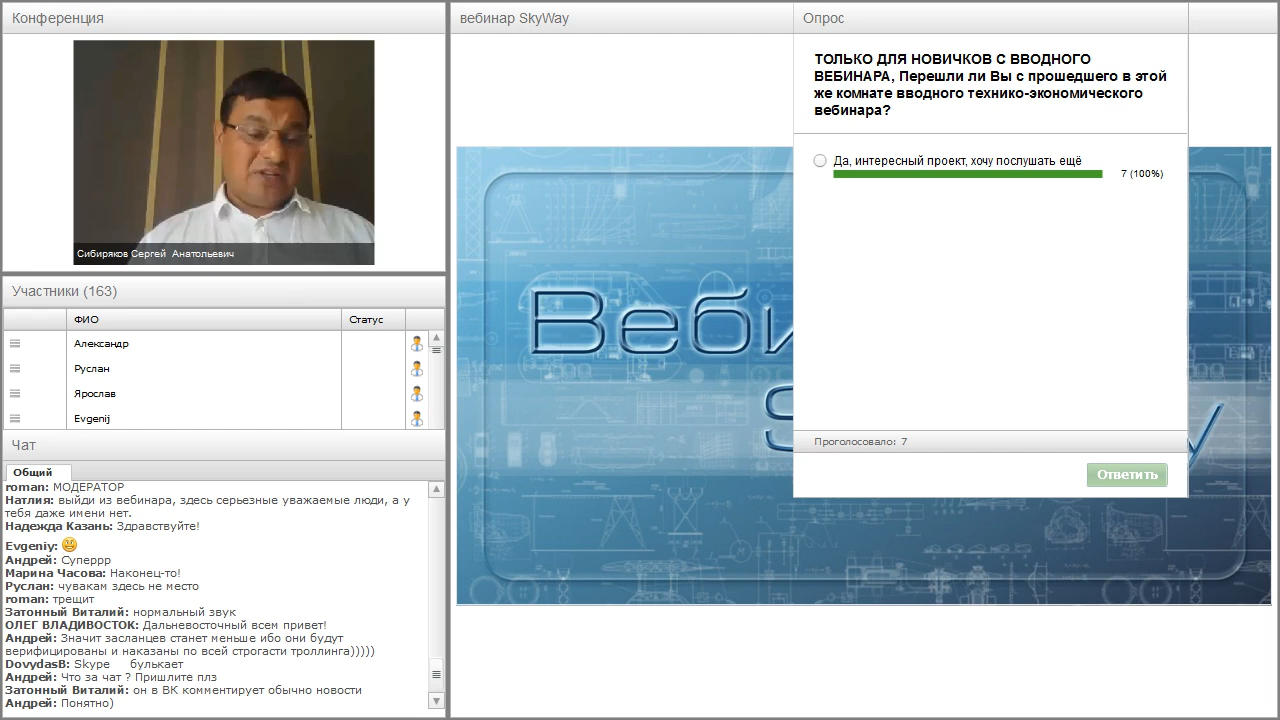 Конференция
Сибиряков Сергей Анатольевич
Участники (163)
ФИО Статус
Александр
Руслан
Ярослав
Evgenij
Чат
Общий
roman: МОДЕРАТОР
Натлия: выйди из вебинара, здесь серьезные уважаемые люди, а у
тебя даже имени нет.
Надежда Казань: Здравствуйте!
Evgeniy:
Андрей: Суперрр
Марина Часова: Наконец-то!
Руслан: чувакам здесь не место
roman: трещит
Затонный Виталий: нормальный звук
ОЛЕГ ВЛАДИВОСТОК: Дальневосточный всем привет!
Андрей: Значит засланцев станет меньше ибо они будут
верифицированы и наказаны по всей строгасти троллинга)))))
DovydasB: Skype булькает
Андрей: Что за чат ? Пришлите плз
Затонный Виталий: он в ВК комментирует обычно новости
Андрей: Понятно)
вебинар SkyWay
Веби
S
y
Опрос
ТОЛЬКО ДЛЯ НОВИЧКОВ С ВВОДНОГО
ВЕБИНАРА, Перешли ли Вы с прошедшего в этой
же комнате вводного технико-экономического
вебинара?
Да, интересный проект, хочу послушать ещё
7 (100%)
Проголосовало: 7
Ответить